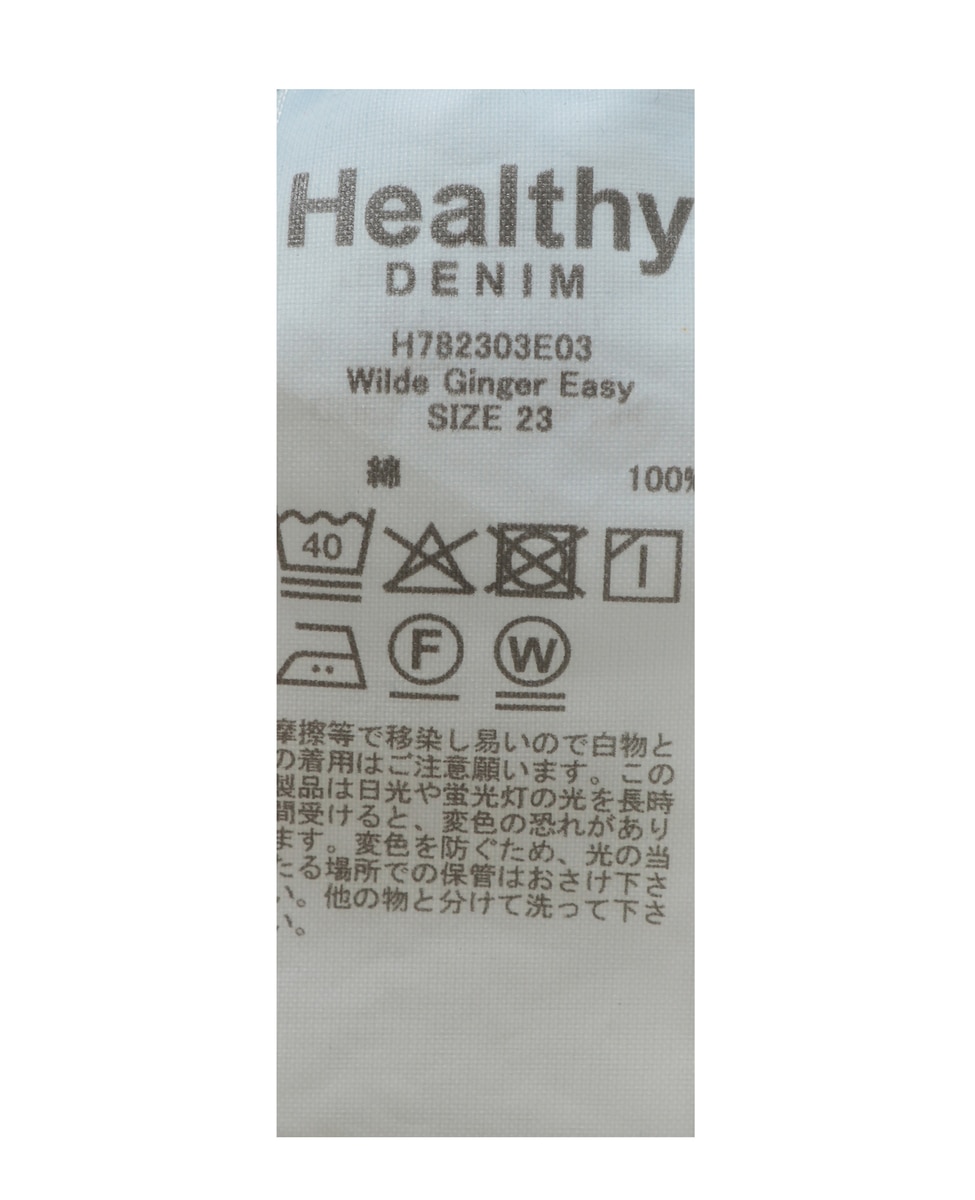 Healthy
DENIM
H782303E03
Wilde Ginger Easy
SIZE 23
綿 100%
40
F W
摩擦等で移染し易いので白物と
の着用はご注意願います。この
製品は日光や蛍光灯の光を長時
間受けると、変色の恐れがあり
ます。変色を防ぐため、光の当
たる場所での保管はおさけ下さ
い。他の物と分けて洗って下さ
い。